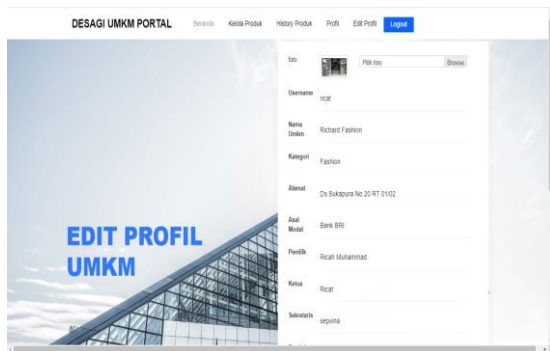 DESAGI UMKM PORTAL Beranda Kelola Produk History Produk Profil Edit Profil Logout
foto Pilih foto Browse
Username ricat
Nama Umkm Richard Fashion
Kategori Fashion
Alamat Ds.Sukapura No.20 RT 01/02
Asal Modal Bank BRI
Pemilik Ricah Muhammad
Ketua Ricat
Sekretaris sepvina
EDIT PROFIL
UMKM